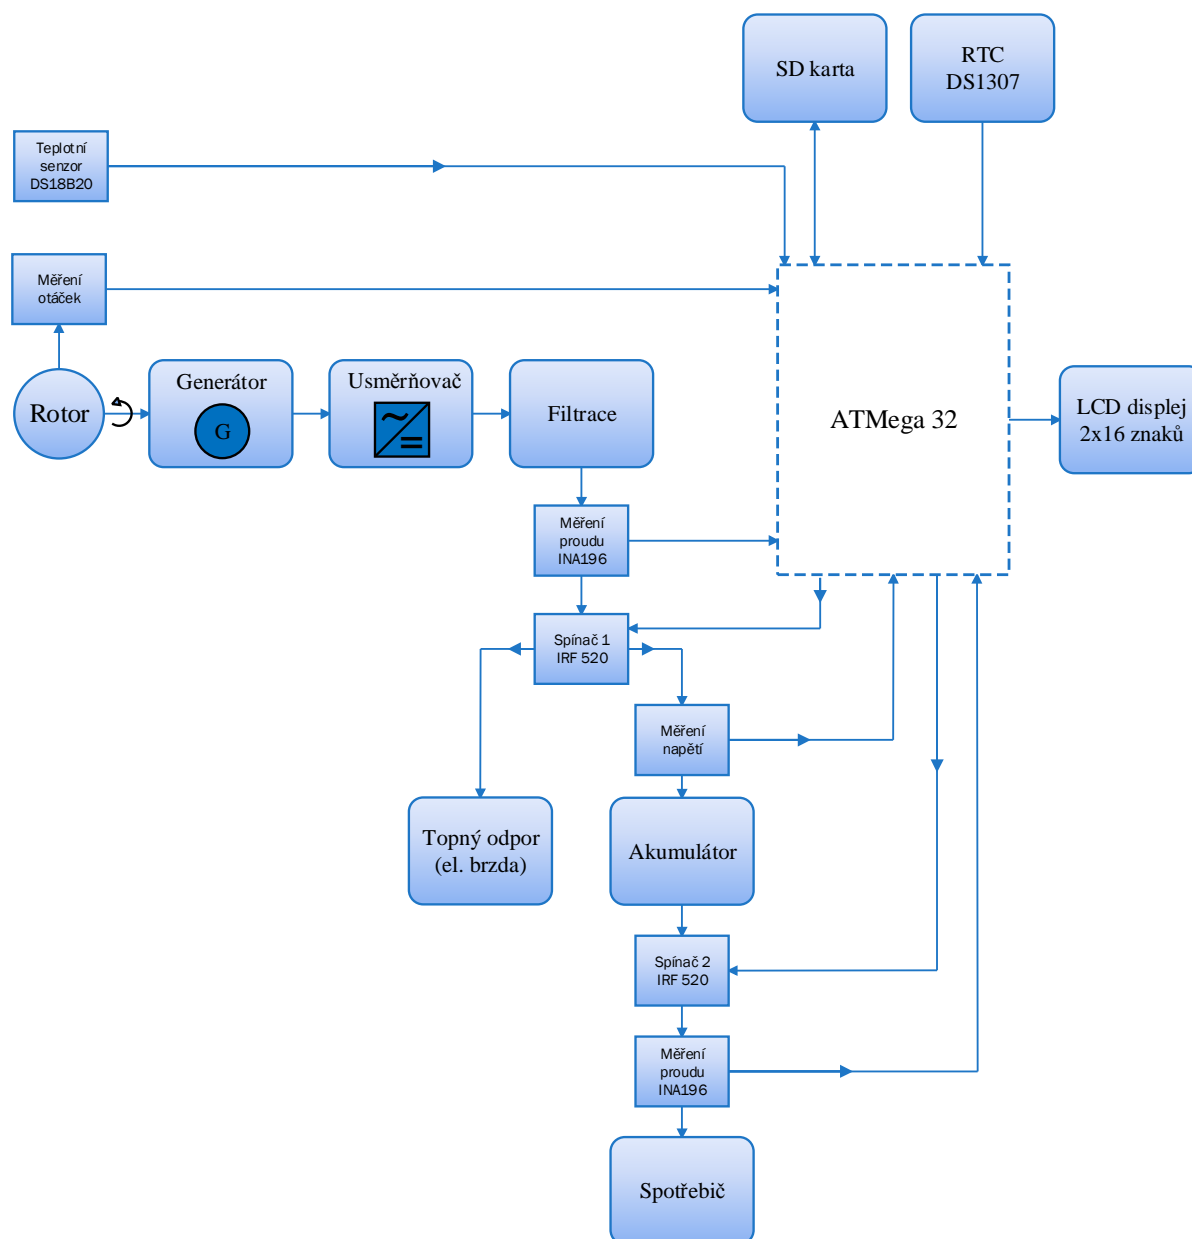 SD karta
RTC
DS1307
Teplotní
senzor
DS18B20
Měření
otáček
Rotor
Generátor
G
Usměrňovač
Filtrace
ATMega 32
LCD displej
2x16 znaků
Měření
proudu
INA196
Spínač 1
IRF 520
Měření
napětí
Topný odpor
(el. brzda)
Akumulátor
Spínač 2
IRF 520
Měření
proudu
INA196
Spotřebič